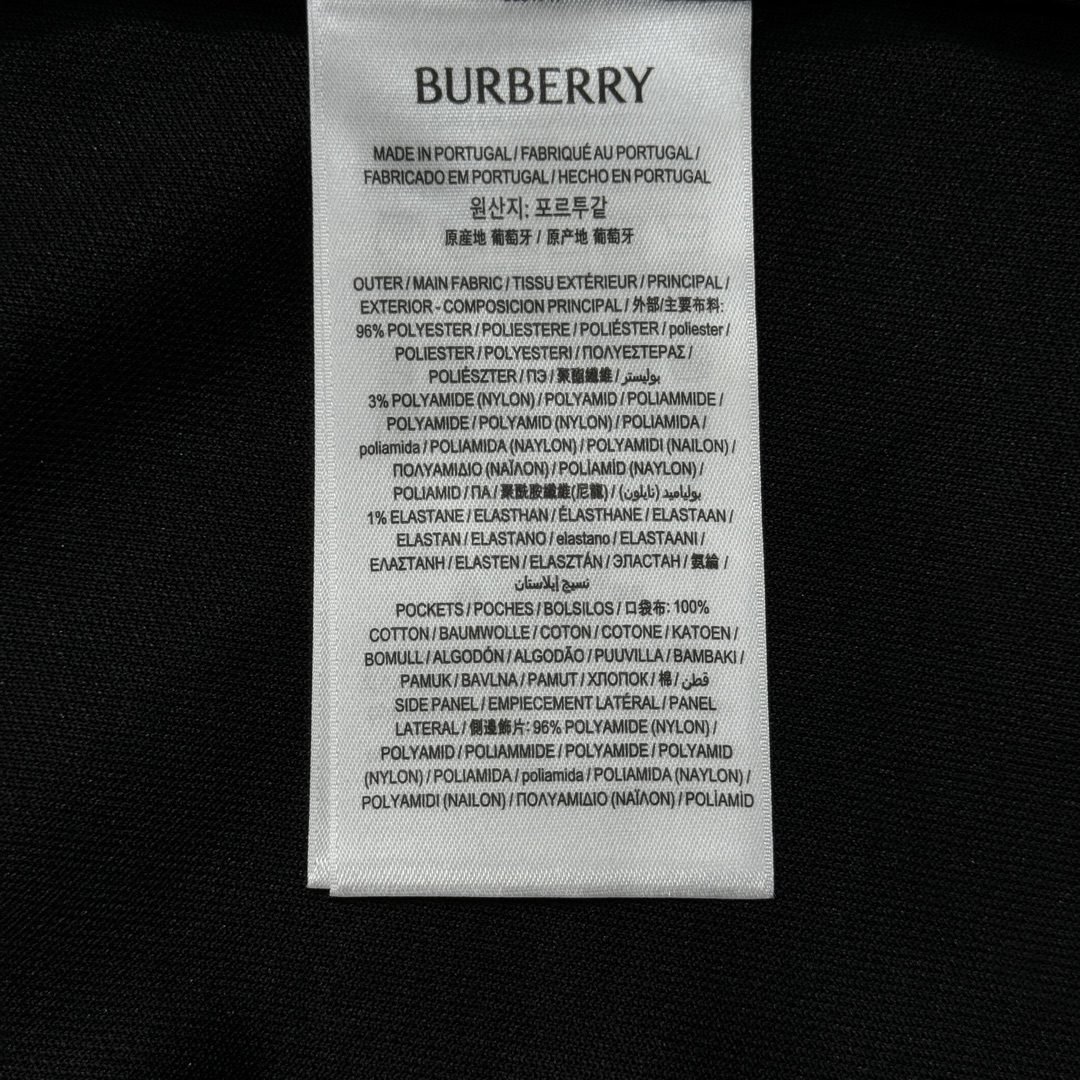 BURBERRY
MADE IN PORTUGAL / FABRIQUÉ AU PORTUGAL /
FABRICADO EM PORTUGAL / HECHO EN PORTUGAL
원산지: 포르투갈
原産地 葡萄牙 / 原产地 葡萄牙
OUTER / MAIN FABRIC / TISSU EXTÉRIEUR / PRINCIPAL /
EXTERIOR - COMPOSICION PRINCIPAL / 外部/主要布料:
96% POLYESTER / POLIESTERE / POLIÉSTER / poliester /
POLIESTER / POLYESTERI / ΠΟΛΥΕΣΤΕΡΑΣ /
POLIÉSZTER / ПЭ / 聚酯纖維 / بوليستر
3% POLYAMIDE (NYLON) / POLYAMID / POLIAMMIDE /
POLYAMIDE / POLYAMID (NYLON) / POLIAMIDA /
poliamida / POLIAMIDA (NAYLON) / POLYAMIDI (NAILON) /
ΠΟΛΥΑΜΙΔΙΟ (ΝΑΪΛΟΝ) / POLİAMİD (NAYLON) /
POLIAMID / ПА / 聚酰胺纖維(尼龍) / بولياميد (نايلون)
1% ELASTANE / ELASTHAN / ÉLASTHANE / ELASTAAN /
ELASTAN / ELASTANO / elastano / ELASTAANI /
ΕΛΑΣΤΑΝΗ / ELASTEN / ELASZTÁN / ЭЛАСТАН / 氨綸 /
نسيج إيلاستان
POCKETS / POCHES / BOLSILOS / 口袋布: 100%
COTTON / BAUMWOLLE / COTON / COTONE / KATOEN /
BOMULL / ALGODÓN / ALGODÃO / PUUVILLA / ΒΑΜΒΑΚΙ /
PAMUK / BAVLNA / PAMUT / ХЛОПОК / 棉 / قطن
SIDE PANEL / EMPIECEMENT LATÉRAL / PANEL
LATERAL / 側邊飾片: 96% POLYAMIDE (NYLON) /
POLYAMID / POLIAMMIDE / POLYAMIDE / POLYAMID
(NYLON) / POLIAMIDA / poliamida / POLIAMIDA (NAYLON) /
POLYAMIDI (NAILON) / ΠΟΛΥΑΜΙΔΙΟ (ΝΑΪΛΟΝ) / POLİAMİD